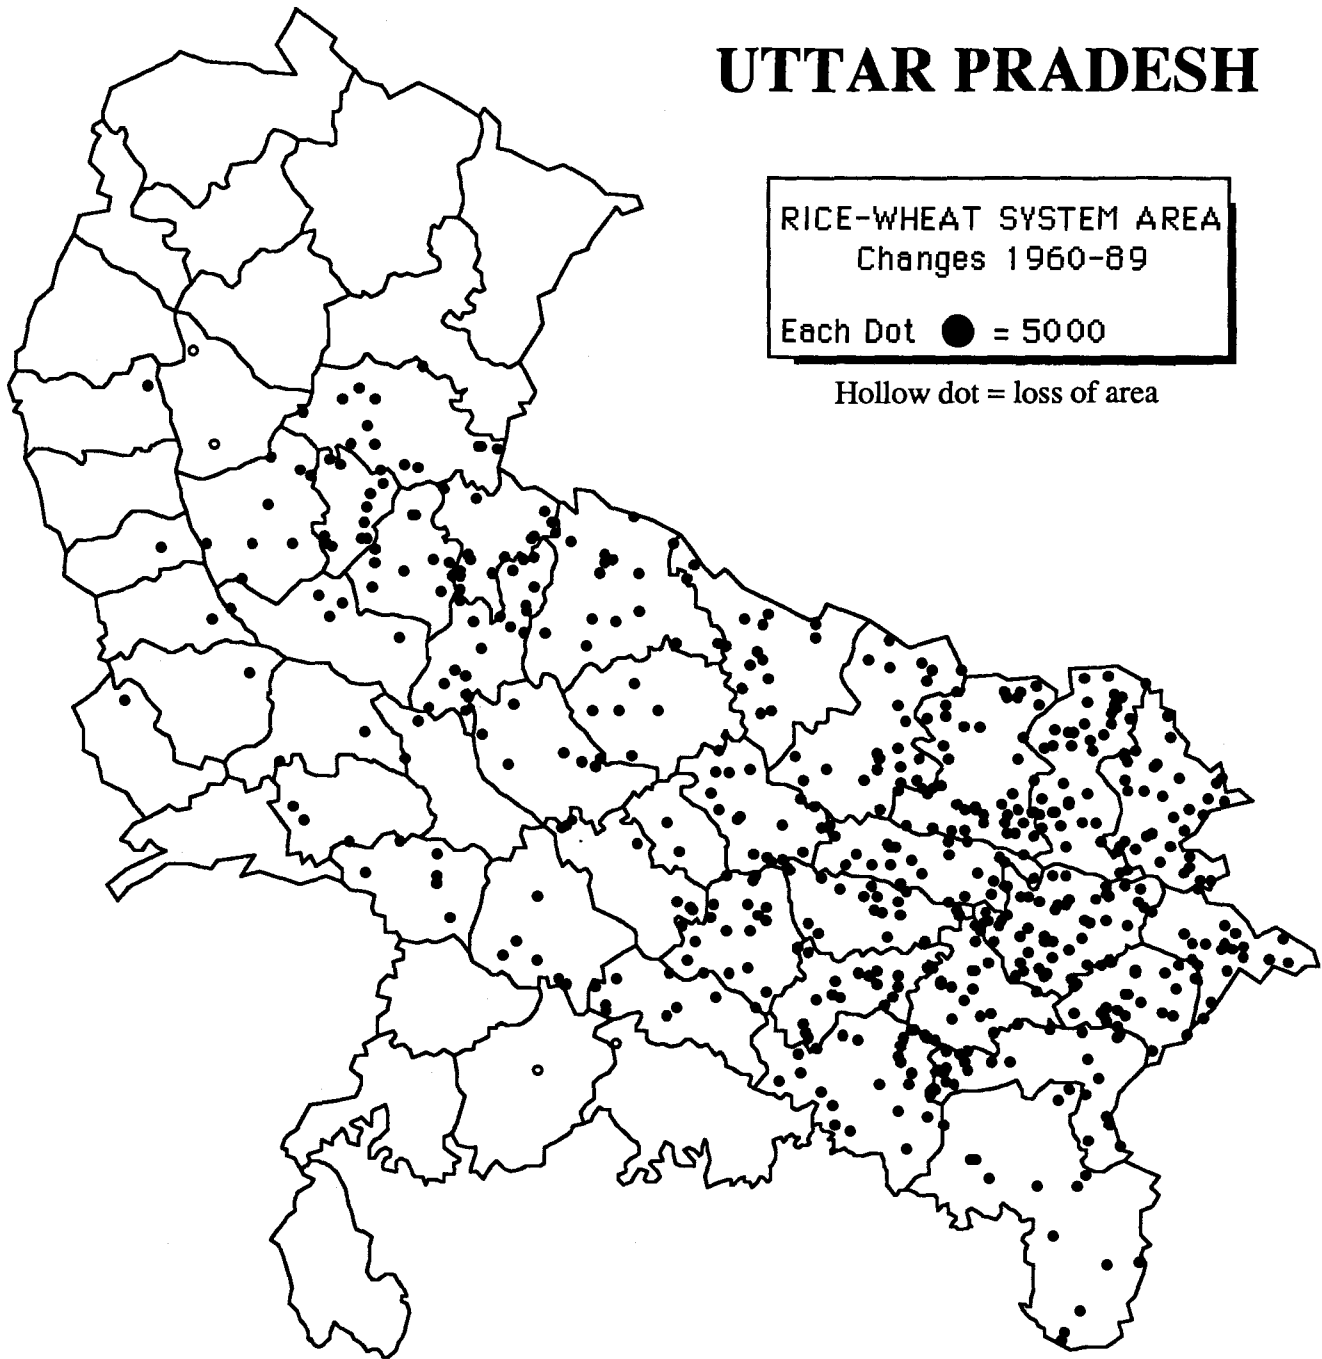 UTTAR PRADESH
RICE-WHEAT SYSTEM AREA
Changes 1960-89
Each Dot ● = 5000
Hollow dot = loss of area